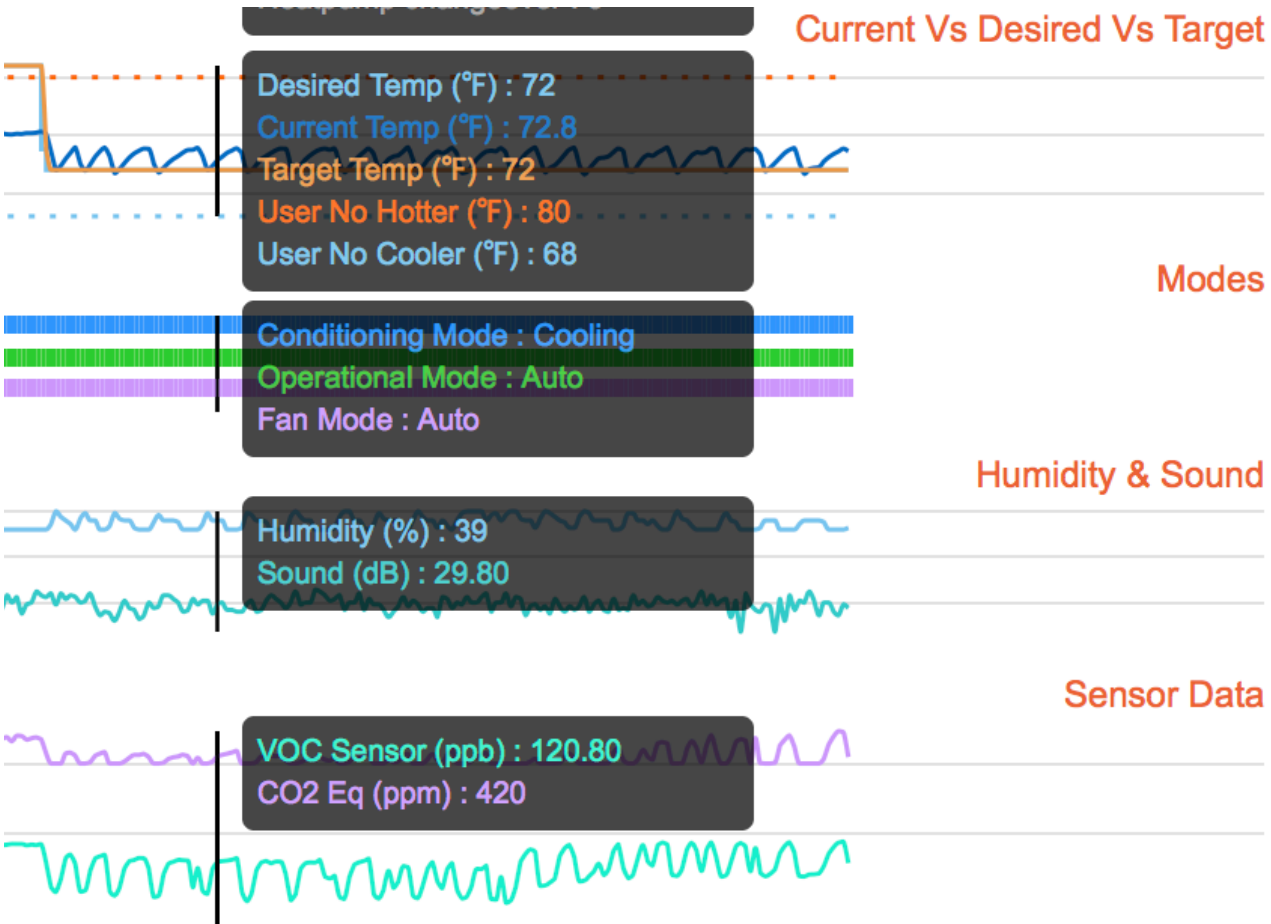 Current Vs Desired Vs Target
Desired Temp (°F) : 72
Current Temp (°F) : 72.8
Target Temp (°F) : 72
User No Hotter (°F) : 80
User No Cooler (°F) : 68
Modes
Conditioning Mode : Cooling
Operational Mode : Auto
Fan Mode : Auto
Humidity & Sound
Humidity (%) : 39
Sound (dB) : 29.80
Sensor Data
VOC Sensor (ppb) : 120.80
CO2 Eq (ppm) : 420